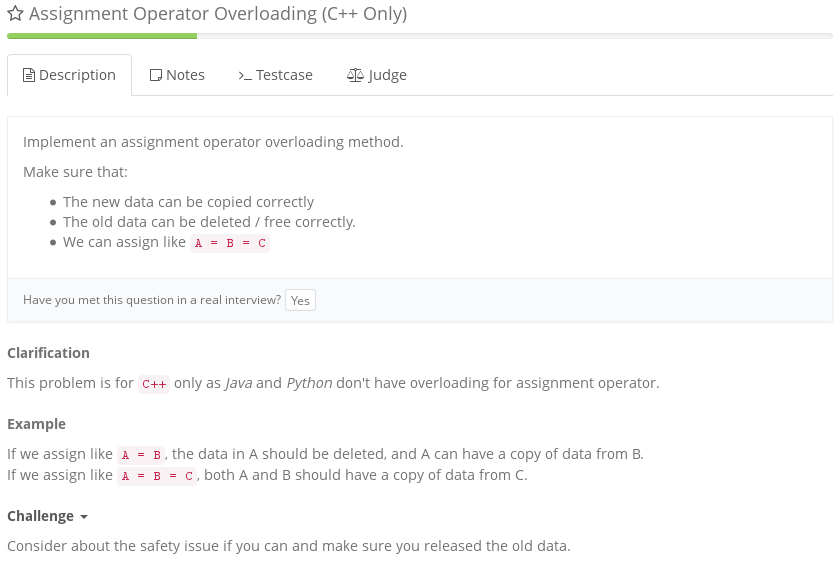 Assignment Operator Overloading (C++ Only)
Description Notes Testcase Judge
Implement an assignment operator overloading method.
Make sure that:
The new data can be copied correctly
The old data can be deleted / free correctly.
We can assign like A = B = C
Have you met this question in a real interview? Yes
Clarification
This problem is for C++ only as Java and Python don't have overloading for assignment operator.
Example
If we assign like A = B, the data in A should be deleted, and A can have a copy of data from B.
If we assign like A = B = C, both A and B should have a copy of data from C.
Challenge
Consider about the safety issue if you can and make sure you released the old data.